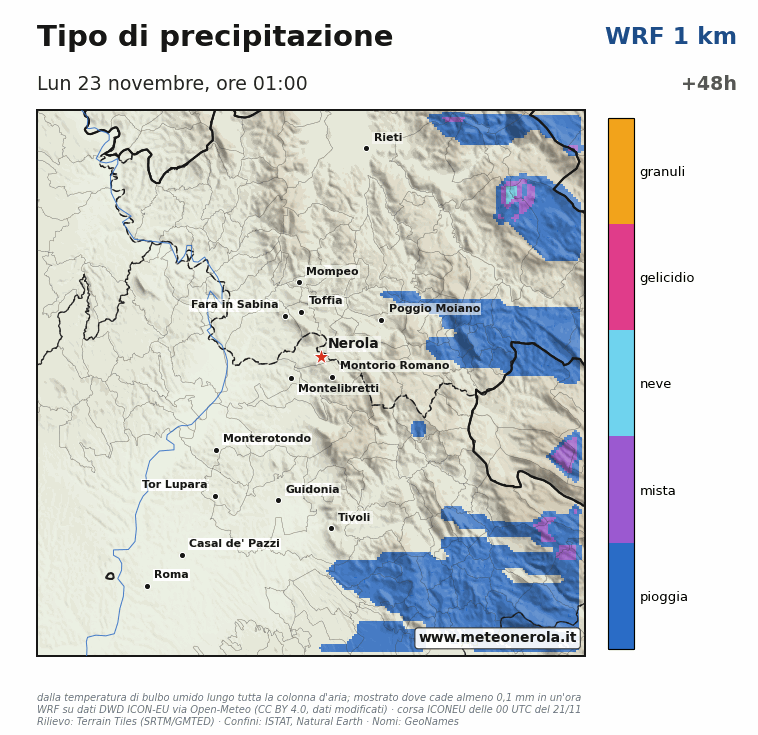 Tipo di precipitazione
WRF 1 km
Lun 23 novembre, ore 01:00
+48h
Rieti
granuli
gelicidio
neve
mista
pioggia
Mompeo
Fara in Sabina
Toffia
Poggio Moiano
Nerola
Montorio Romano
Montelibretti
Monterotondo
Tor Lupara
Guidonia
Tivoli
Casal de' Pazzi
Roma
www.meteonerola.it
dalla temperatura di bulbo umido lungo tutta la colonna d'aria; mostrato dove cade almeno 0,1 mm in un'ora
WRF su dati DWD ICON-EU via Open-Meteo (CC BY 4.0, dati modificati) · corsa ICONEU delle 00 UTC del 21/11
Rilievo: Terrain Tiles (SRTM/GMTED) · Confini: ISTAT, Natural Earth · Nomi: GeoNames